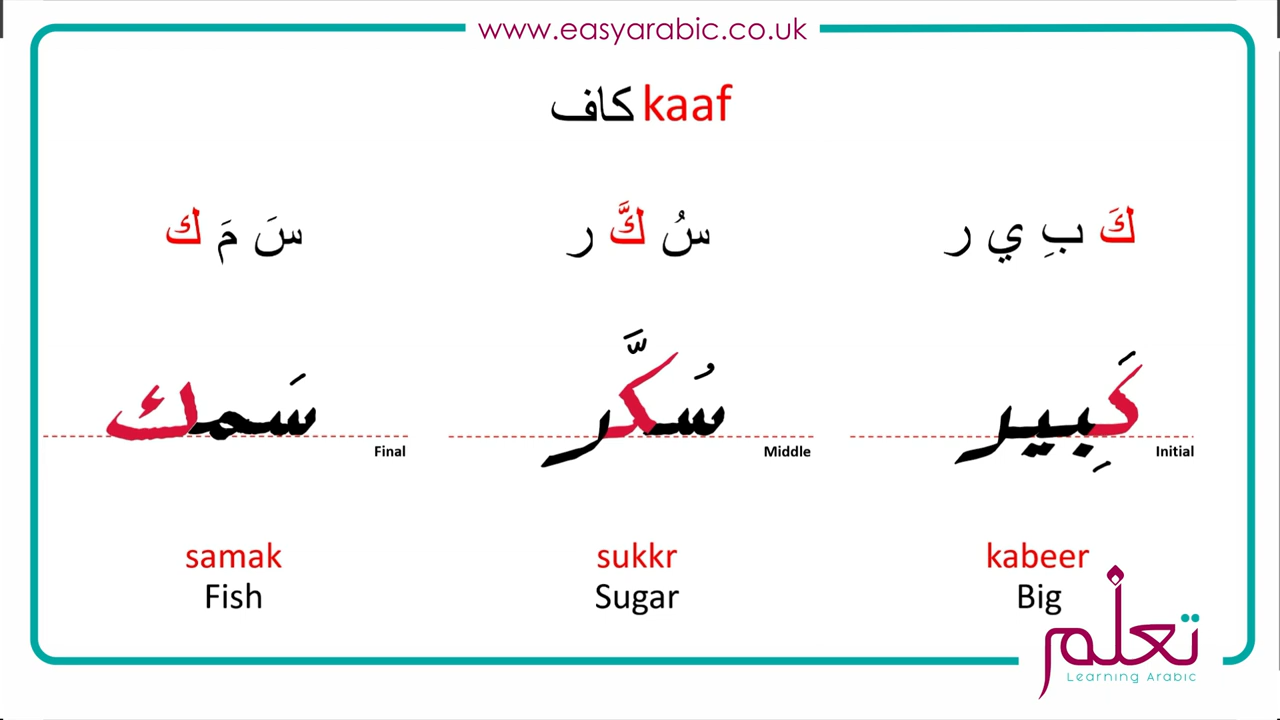 www.easyarabic.co.uk
كاف kaaf
كَ بِ ي ر
سُ كَّ ر
سَ مَ ك
كَبِير
سُكَّر
سَمك
Initial
Middle
Final
kabeer
sukkr
samak
Big
Sugar
Fish
تعلم
Learning Arabic